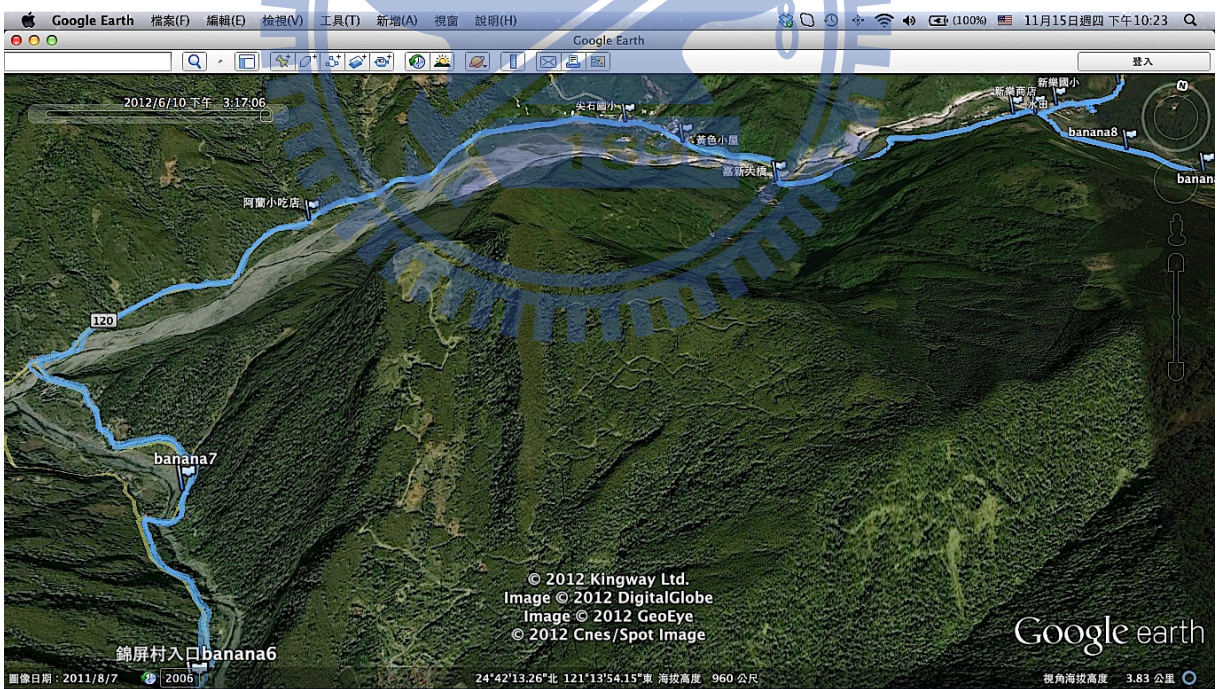 Google Earth 檔案(F) 編輯(E) 檢視(V) 工具(T) 新增(A) 視窗 說明(H) (100%) 11月15日週四 下午10:23
Google Earth
登入
2012/6/10 下午 3:17:06
新樂國小
新樂商店
水田
尖石國小
N
黃色小屋
banana8
嘉新大橋
banana
阿蘭小吃店
120
banana7
© 2012 Kingway Ltd.
Image © 2012 DigitalGlobe
Image © 2012 GeoEye
© 2012 Cnes/Spot Image
Google earth
錦屏村入口banana6
圖像日期：2011/8/7 2006 24°42'13.26"北 121°13'54.15"東 海拔高度 960 公尺 視角海拔高度 3.83 公里